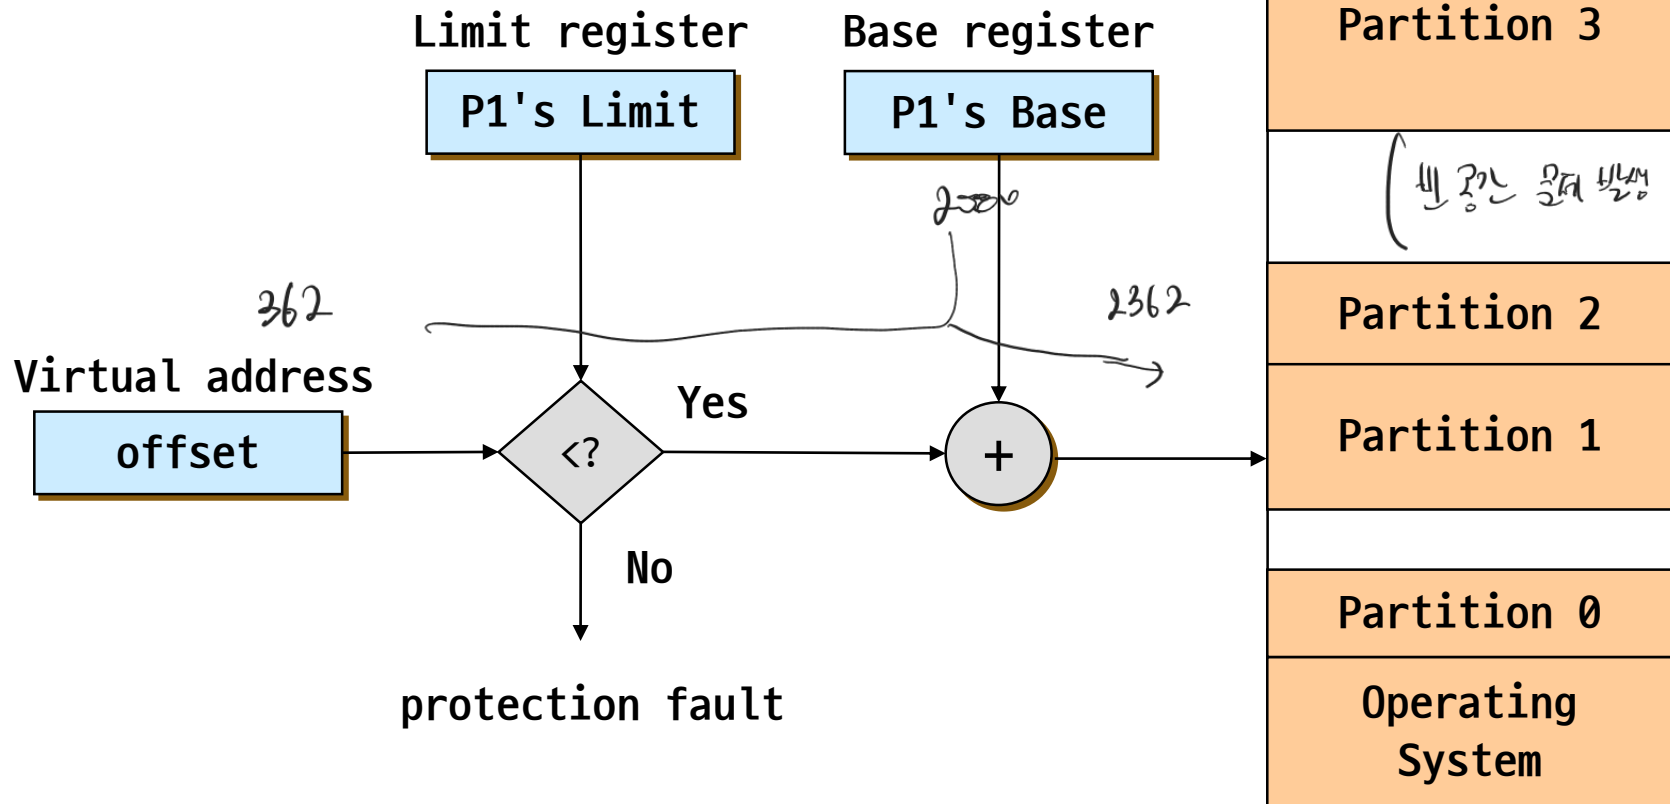 Limit register
Base register
P1's Limit
P1's Base
2000
362
2362
Virtual address
offset
<?
Yes
+
No
protection fault
Partition 3
빈 공간 문제 발생
Partition 2
Partition 1
Partition 0
Operating
System